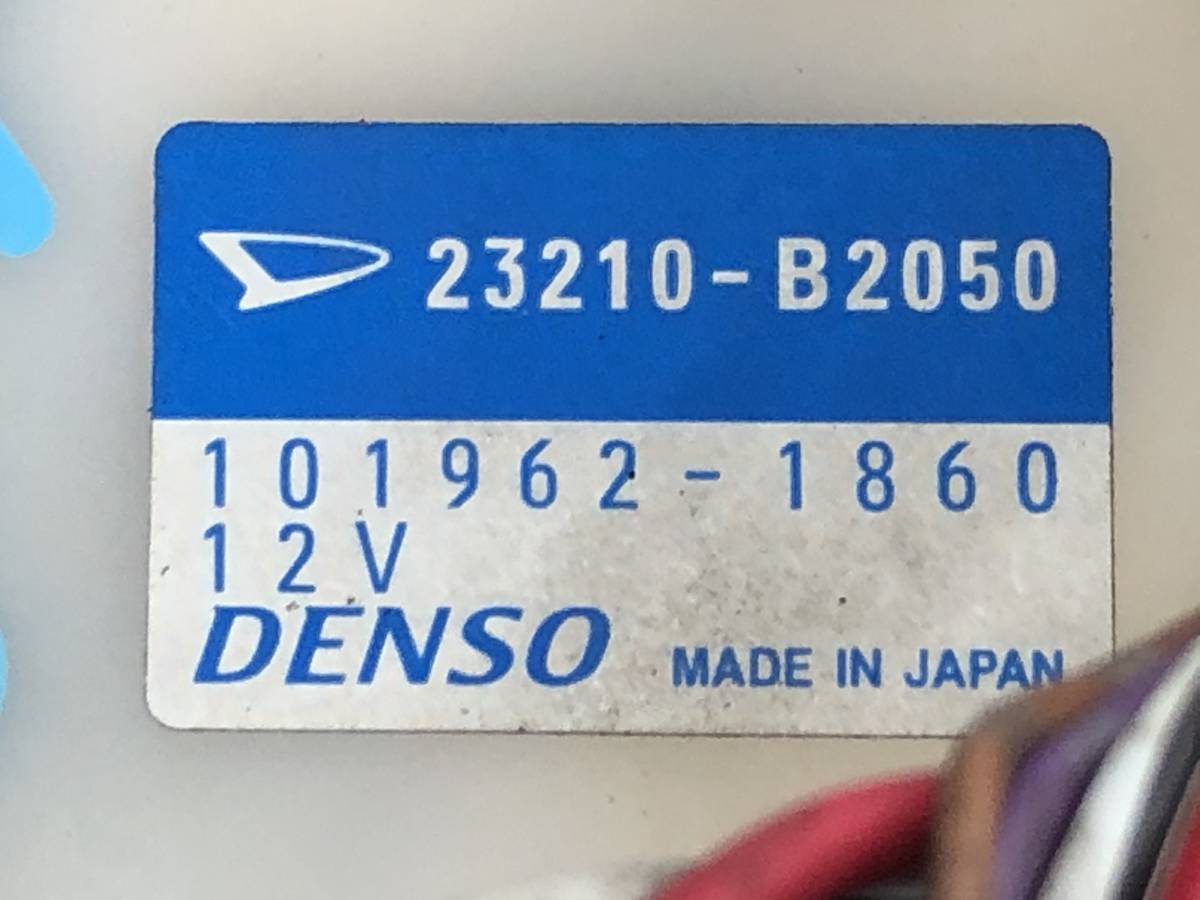 23210-B2050
101962-1860
12V
DENSO MADE IN JAPAN